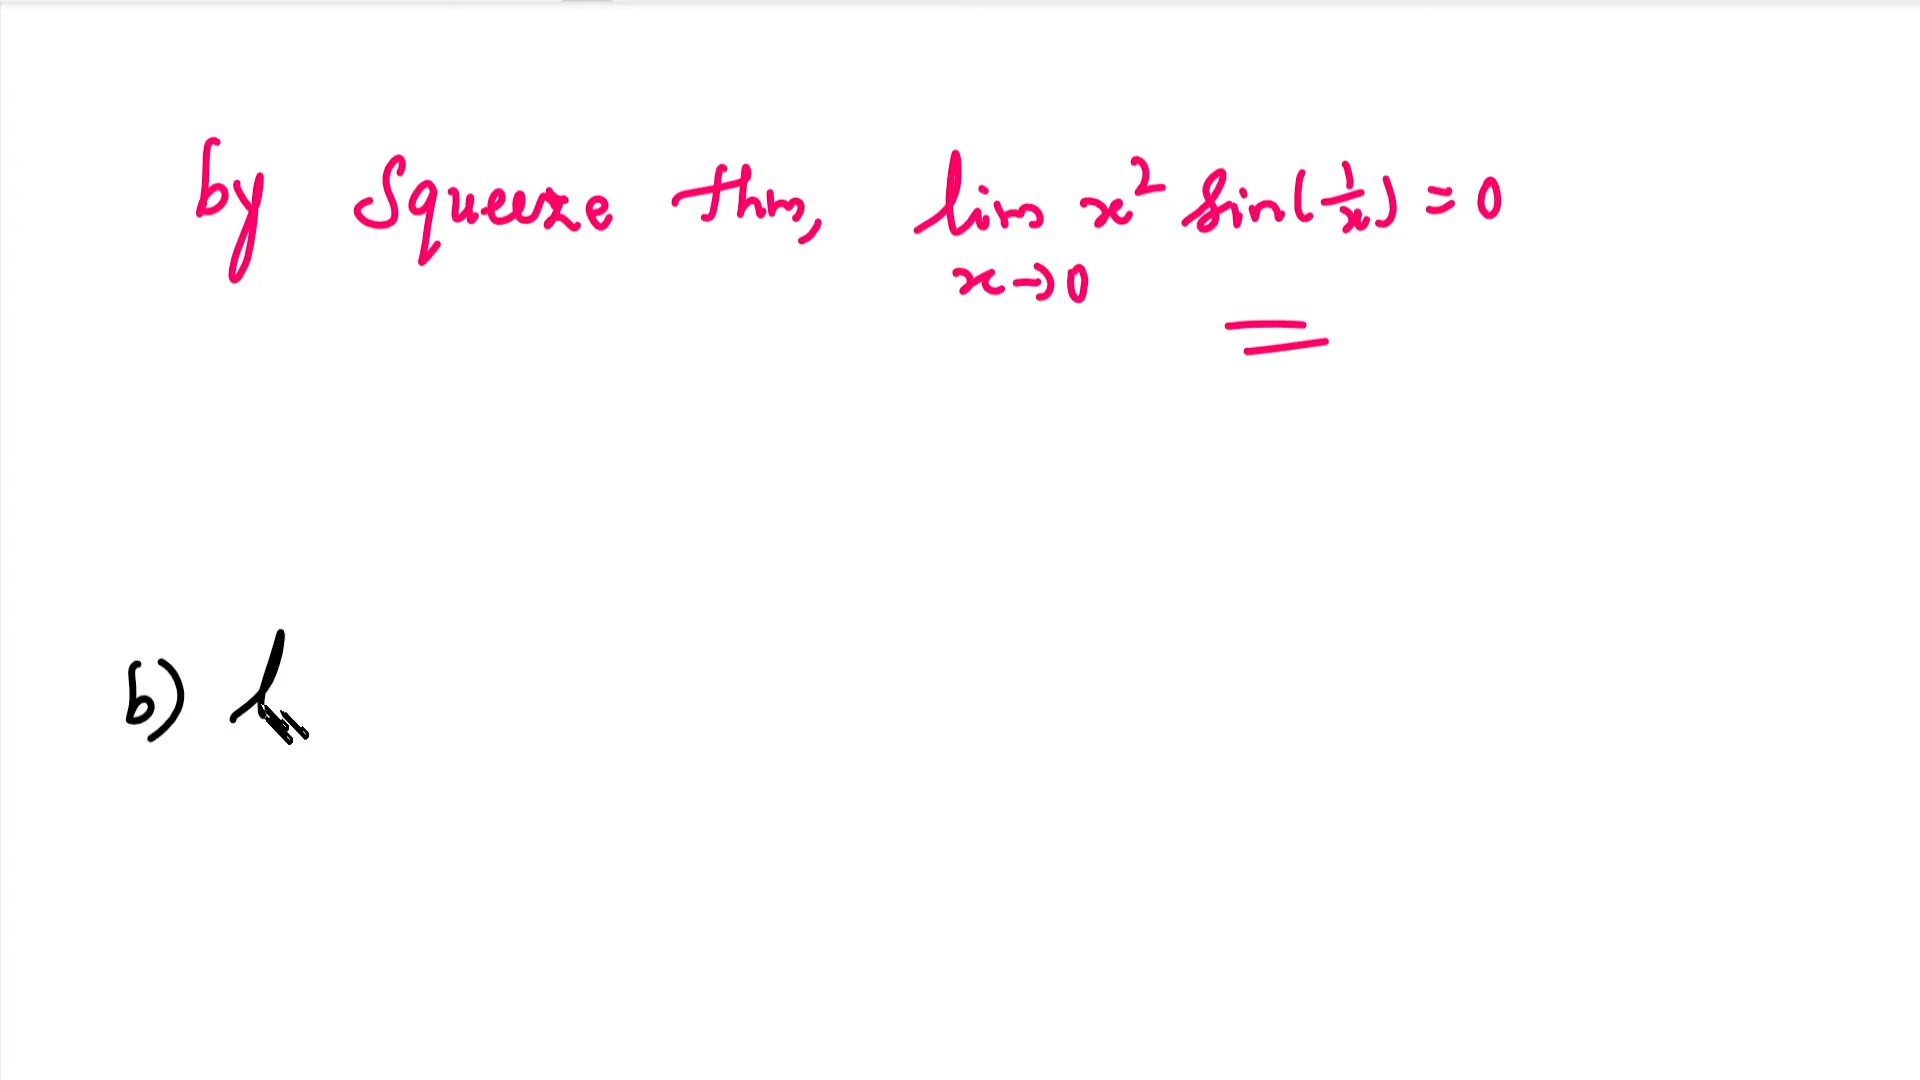 by Squeeze thm, lim x² sin(1/x) = 0
x→0
b) l